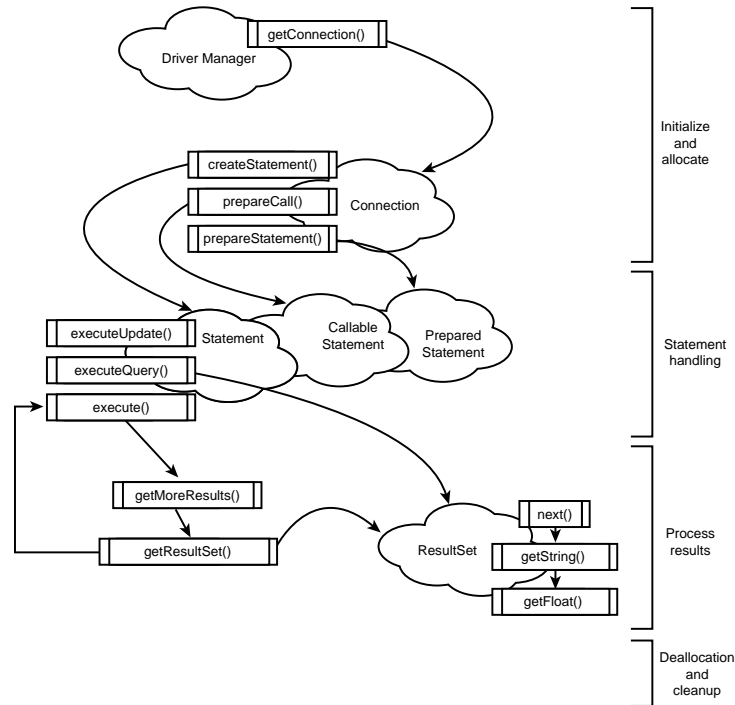 getConnection()
Driver Manager
Initialize
and
allocate
createStatement()
prepareCall()
Connection
prepareStatement()
executeUpdate()
Statement
Callable
Statement
Prepared
Statement
Statement
handling
executeQuery()
execute()
getMoreResults()
getResultSet()
ResultSet
next()
getString()
getFloat()
Process
results
Deallocation
and
cleanup